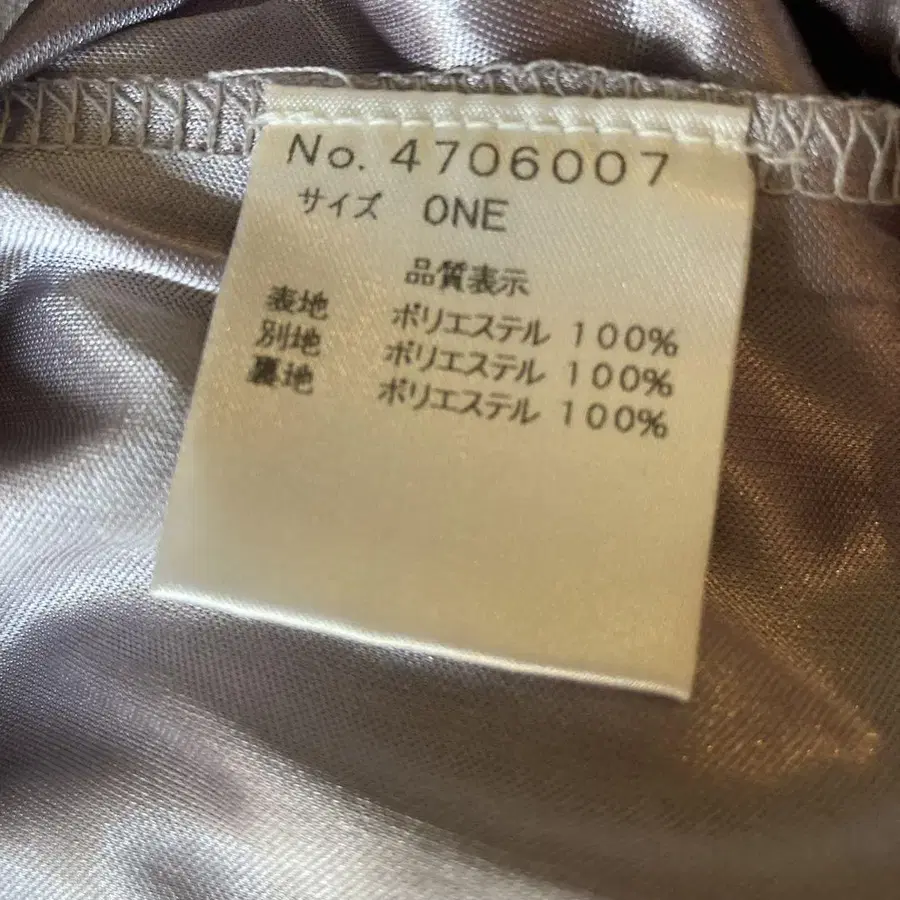 No. 4706007
サイズ ONE
品質表示
表地 ポリエステル 100%
別地 ポリエステル 100%
裏地 ポリエステル 100%